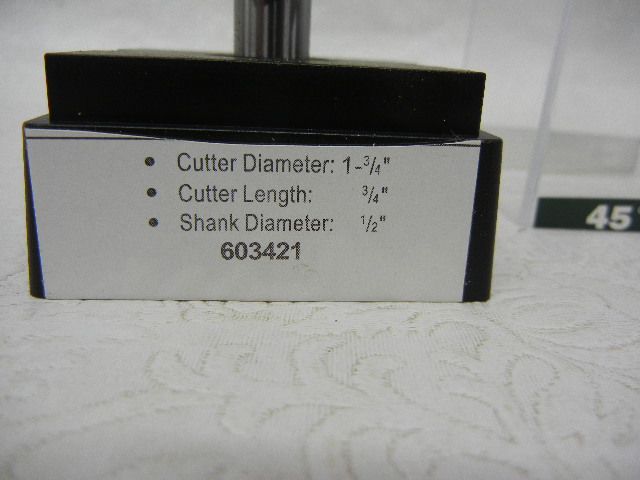 • Cutter Diameter: 1-3/4"
• Cutter Length: 3/4"
• Shank Diameter: 1/2"
603421
45°